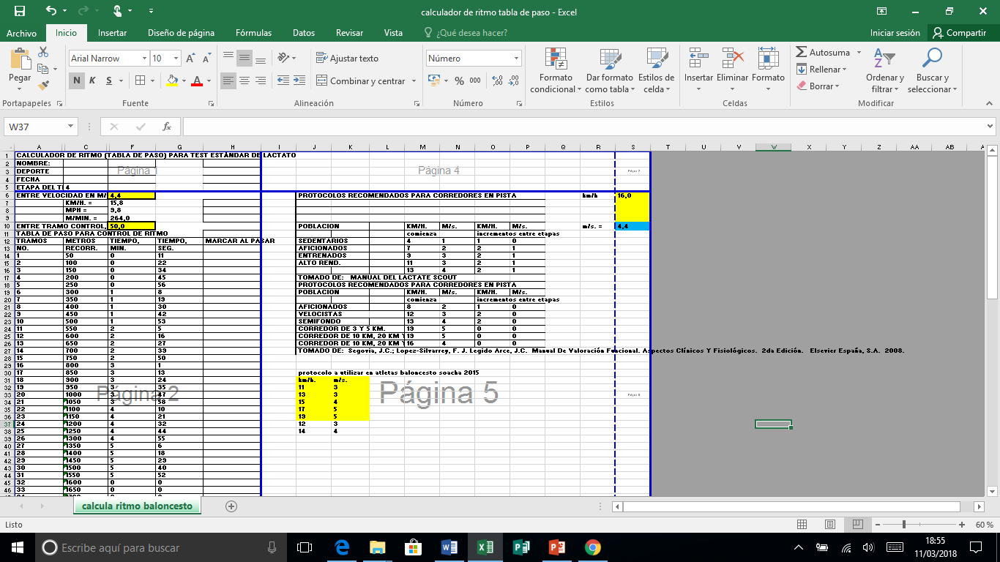 calculador de ritmo tabla de paso - Excel
Archivo Inicio Insertar Diseño de página Fórmulas Datos Revisar Vista ¿Qué desea hacer? Iniciar sesión Compartir
Arial Narrow 10 Ajustar texto Número Autosuma
Pegar N K S Combinar y centrar % 000 Formato condicional Dar formato como tabla Estilos de celda Insertar Eliminar Formato Rellenar Borrar Ordenar y filtrar Buscar y seleccionar
Portapapeles Fuente Alineación Número Estilos Celdas Modificar
W37 fx
A C F G H I J K L M N O P Q R S T U V W X Y Z AA AB
1 CALCULADOR DE RITMO (TABLA DE PASO) PARA TEST ESTÁNDAR DE LACTATO
2 NOMBRE:
3 DEPORTE Página 1 Página 4
4 FECHA
5 ETAPA DEL 4
6 ENTRE VELOCIDAD EN M/ 4,4 PROTOCOLOS RECOMENDADOS PARA CORREDORES EN PISTA km/h 16,0
7 KM/H. = 15,8
8 MPH = 9,8
9 M/MIN. = 264,0
10 ENTRE TRAMO CONTROL, 50,0 POBLACION KM/H. M/s. KM/H. M/s. m/s. = 4,4
11 TABLA DE PASO PARA CONTROL DE RITMO comienza incrementos entre etapas
12 TRAMOS METROS TIEMPO, TIEMPO, MARCAR AL PASAR SEDENTARIOS 4 1 1 0
13 NO. RECORR. MIN. SEG. AFICIONADOS 7 2 2 1
14 1 50 0 11 ENTRENADOS 9 3 2 1
15 2 100 0 22 ALTO REND. 11 3 2 1
16 3 150 0 34 13 4 2 1
17 4 200 0 45 TOMADO DE: MANUAL DEL LACTATE SCOUT
18 5 250 0 56 PROTOCOLOS RECOMENDADOS PARA CORREDORES EN PISTA
19 6 300 1 8 POBLACION KM/H. M/s. KM/H. M/s.
20 7 350 1 19 comienza incrementos entre etapas
21 8 400 1 30 AFICIONADOS 8 2 1 0
22 9 450 1 42 VELOCISTAS 12 3 2 0
23 10 500 1 53 SEMIFONDO 13 4 2 0
24 11 550 2 5 CORREDOR DE 3 Y 5 KM. 19 5 0 0
25 12 600 2 16 CORREDOR DE 10 KM, 20 KM Y 19 5 0 0
26 13 650 2 27 CORREDOR DE 10 KM, 20 KM Y 16 4 0 0
27 14 700 2 39 TOMADO DE: Segovia, J.C.; Lopez-Silvarrey, F. J. Legido Arce, J.C. Manual De Valoración Funcional. Aspectos Clínicos Y Fisiológicos. 2da Edición. Elsevier España, S.A. 2008.
28 15 750 2 50
29 16 800 3 1
30 17 850 3 13 protocolo a utilizar en atletas baloncesto soacha 2015
31 18 900 3 24 km/h. m/s.
32 19 950 3 35 11 3
33 20 1000 3 47 13 3 Página 2 Página 5
34 21 1050 3 58 15 4
35 22 1100 4 10 17 5
36 23 1150 4 21 19 5
37 24 1200 4 32 12 3
38 25 1250 4 44 14 4
39 26 1300 4 55
40 27 1350 5 6
41 28 1400 5 18
42 29 1450 5 29
43 30 1500 5 40
44 31 1550 5 52
45 32 1600 0 0
46 33 1650 0 0
calcula ritmo baloncesto
Listo 60 %
Escribe aquí para buscar 18:55
11/03/2018